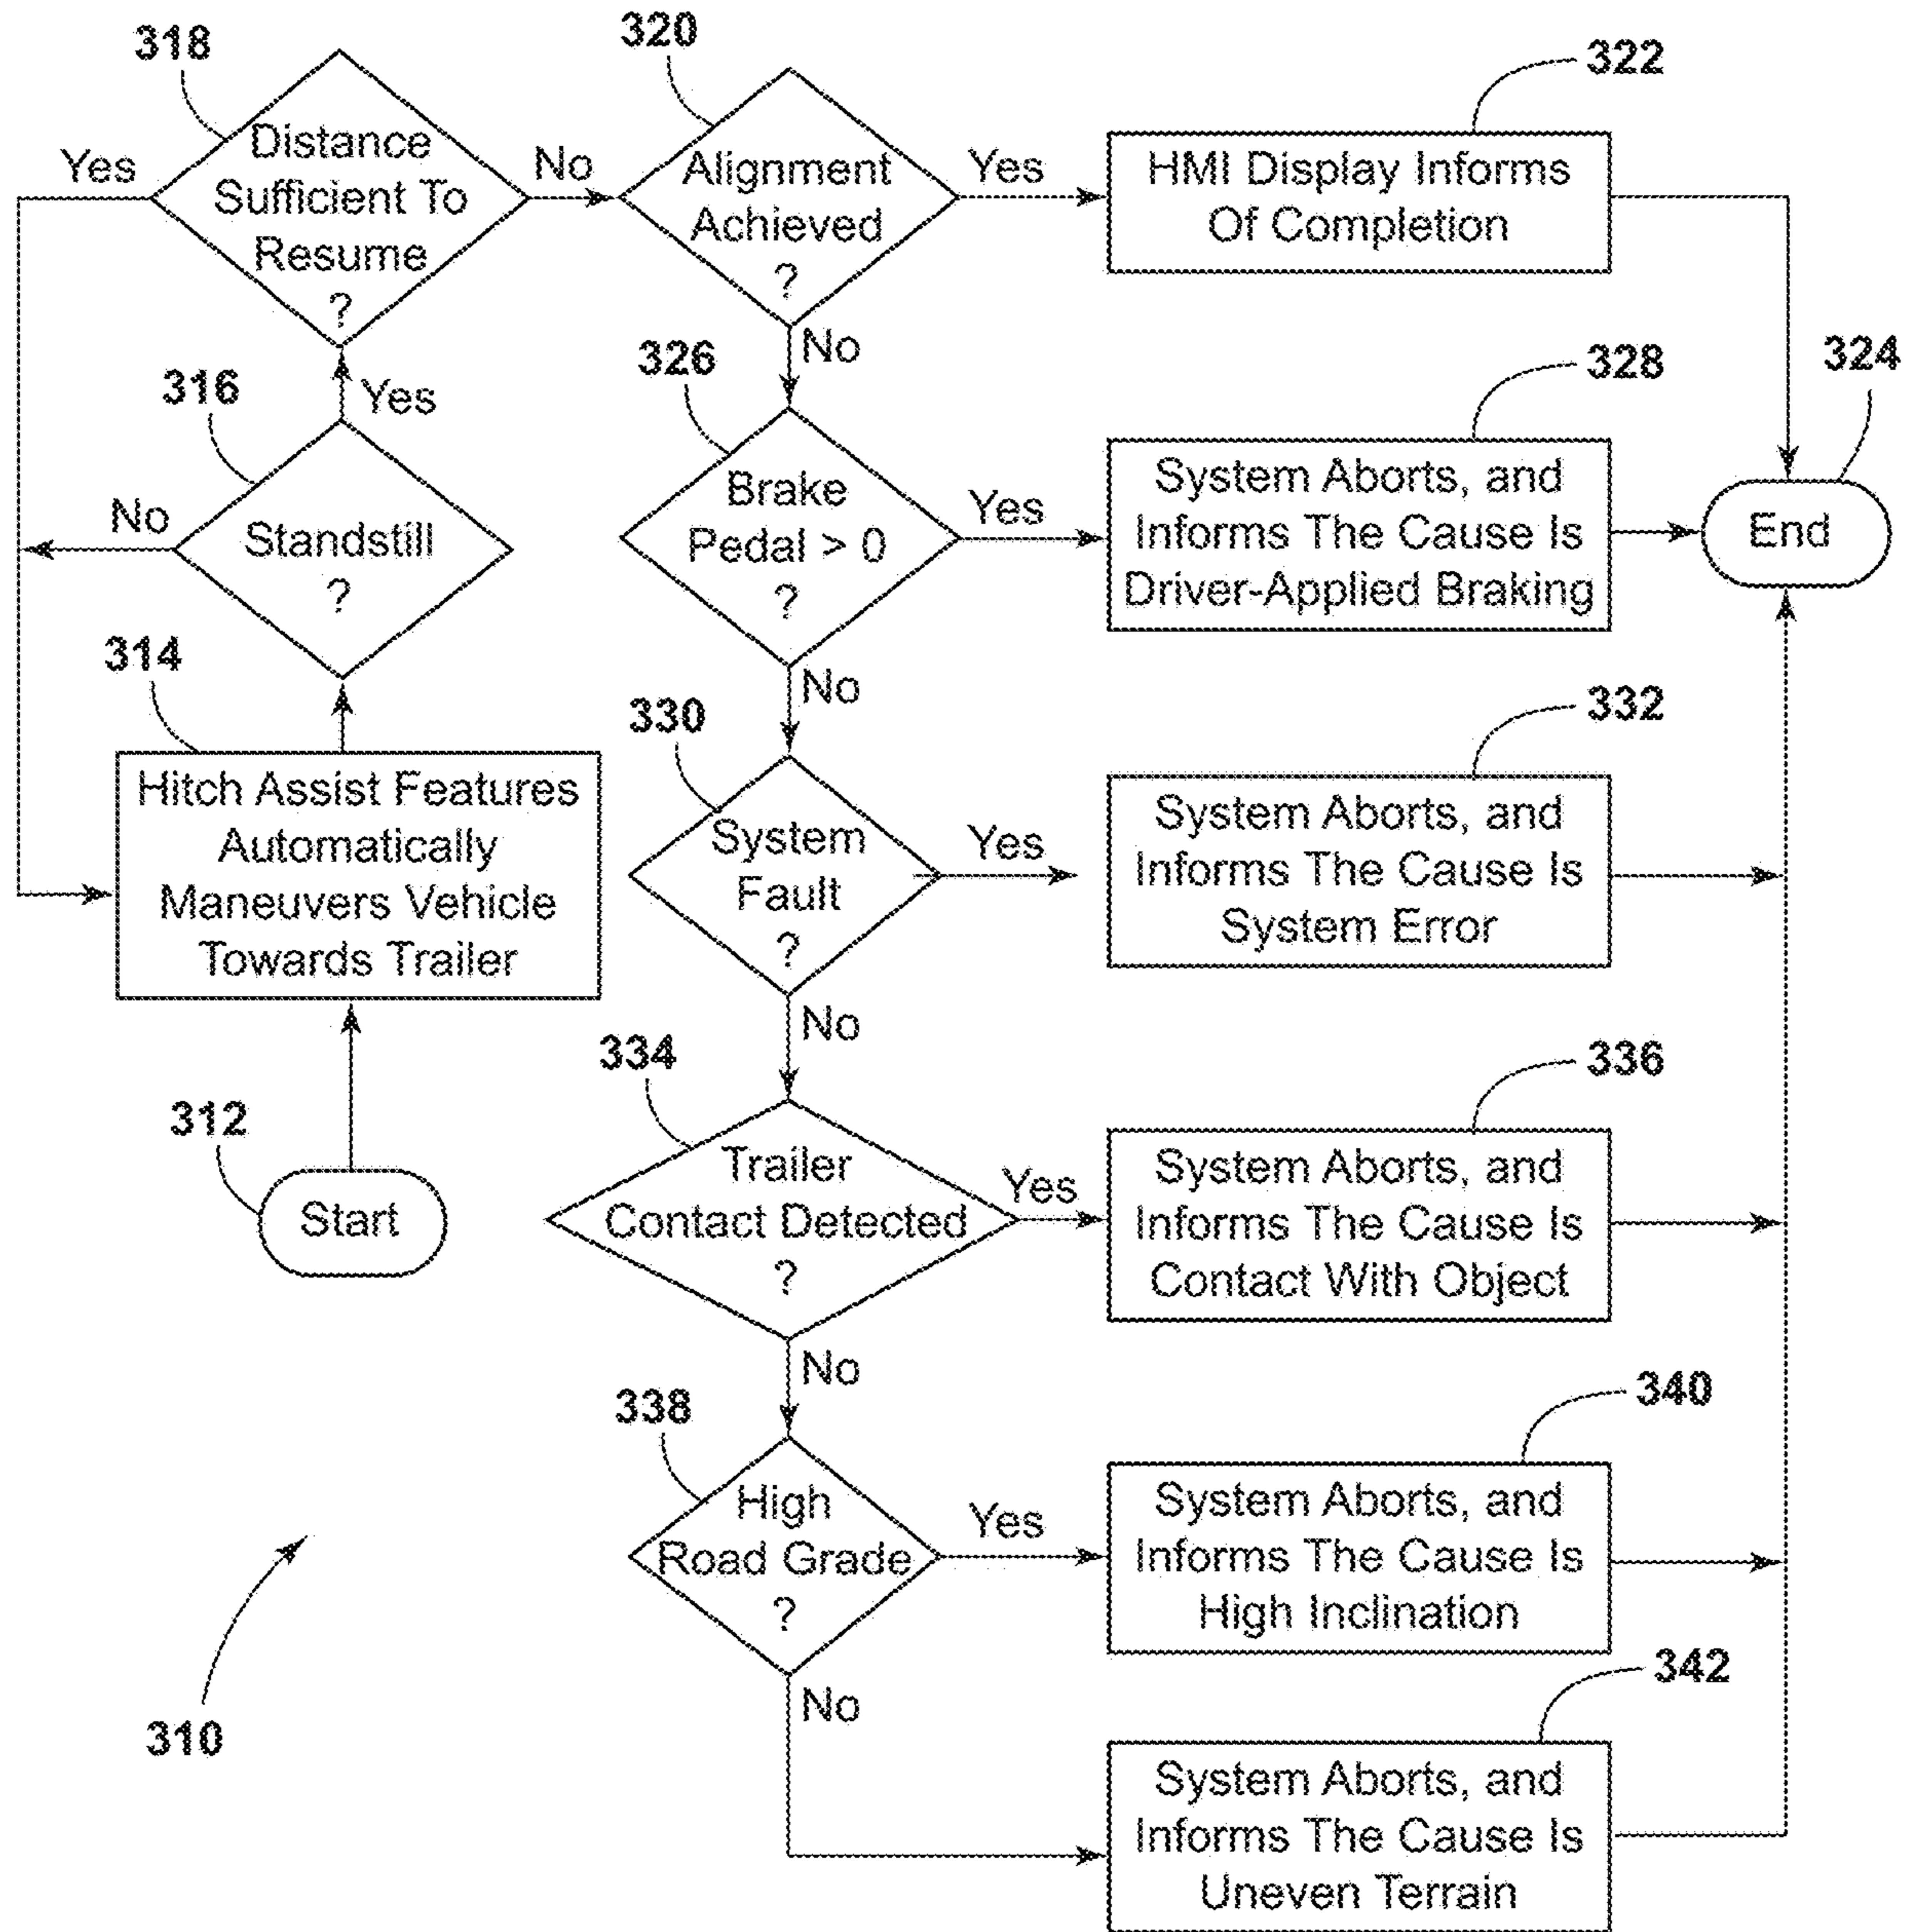 318
Distance
Sufficient To
Resume
?
Yes
No
320
Alignment
Achieved
?
Yes
No
322
HMI Display Informs
Of Completion
316
Standstill
?
Yes
No
326
Brake
Pedal > 0
?
Yes
No
328
System Aborts, and
Informs The Cause Is
Driver-Applied Braking
324
End
314
Hitch Assist Features
Automatically
Maneuvers Vehicle
Towards Trailer
330
System
Fault
?
Yes
No
332
System Aborts, and
Informs The Cause Is
System Error
312
Start
334
Trailer
Contact Detected
?
Yes
No
336
System Aborts, and
Informs The Cause Is
Contact With Object
338
High
Road Grade
?
Yes
No
340
System Aborts, and
Informs The Cause Is
High Inclination
310
342
System Aborts, and
Informs The Cause Is
Uneven Terrain